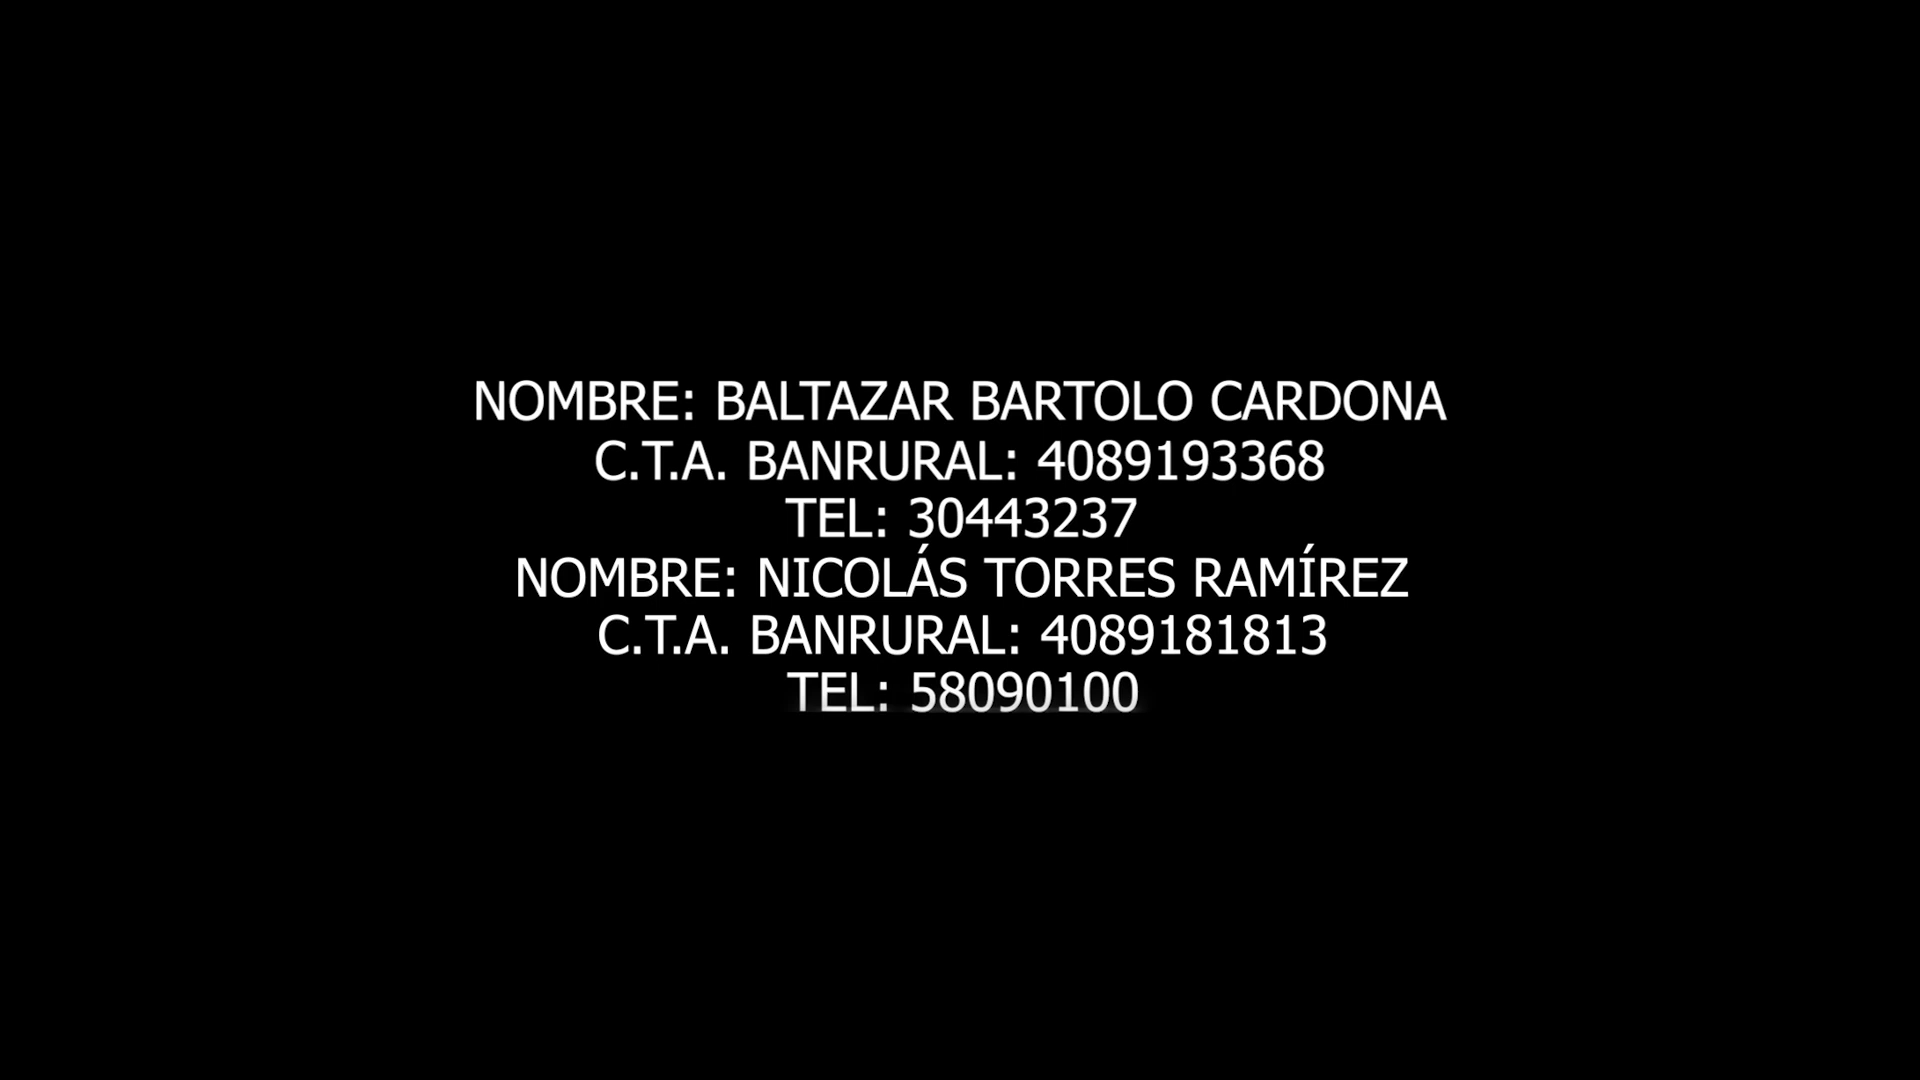 NOMBRE: BALTAZAR BARTOLO CARDONA
C.T.A. BANRURAL: 4089193368
TEL: 30443237
NOMBRE: NICOLÁS TORRES RAMÍREZ
C.T.A. BANRURAL: 4089181813
TEL: 58090100